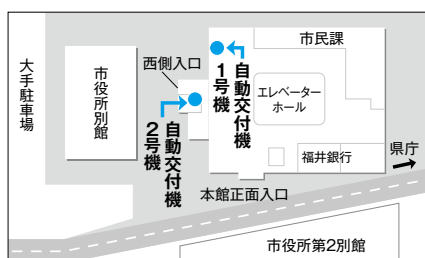 市民課
西側入口
自動交付機
1号機
大手駐車場
市役所別館
エレベーター
ホール
自動交付機
2号機
福井銀行
県庁
本館正面入口
市役所第2別館